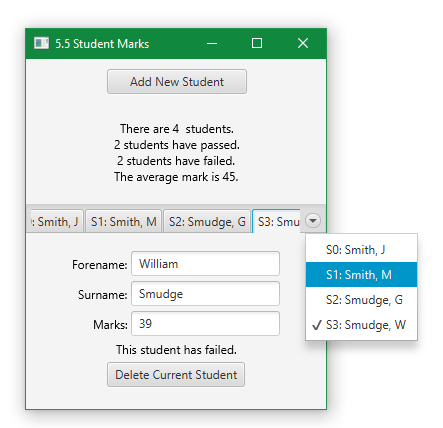 5.5 Student Marks
Add New Student
There are 4 students.
2 students have passed.
2 students have failed.
The average mark is 45.
: Smith, J
S1: Smith, M
S2: Smudge, G
S3: Smu
S0: Smith, J
S1: Smith, M
S2: Smudge, G
✓ S3: Smudge, W
Forename: William
Surname: Smudge
Marks: 39
This student has failed.
Delete Current Student